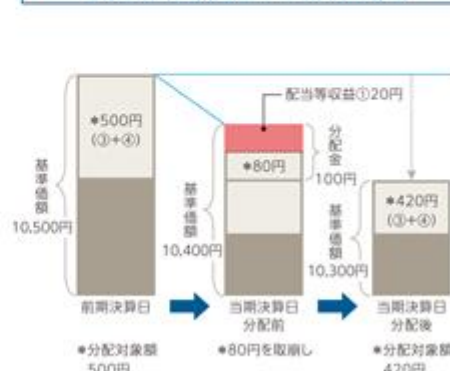 配当等収益①20円
*500円
(③+④)
分配金
100円
*80円
基準価額
10,500円
基準価額
10,400円
*420円
(③+④)
基準価額
10,300円
前期決算日
当期決算日
分配前
当期決算日
分配後
*分配対象額
500円
*80円を取崩し
*分配対象額
420円